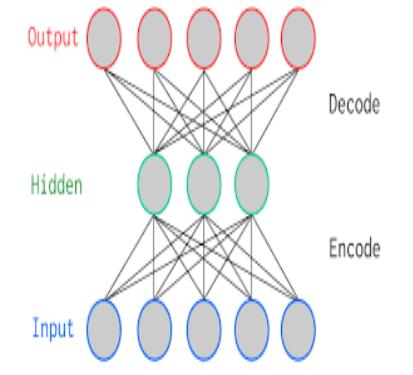 Output
Decode
Hidden
Encode
Input